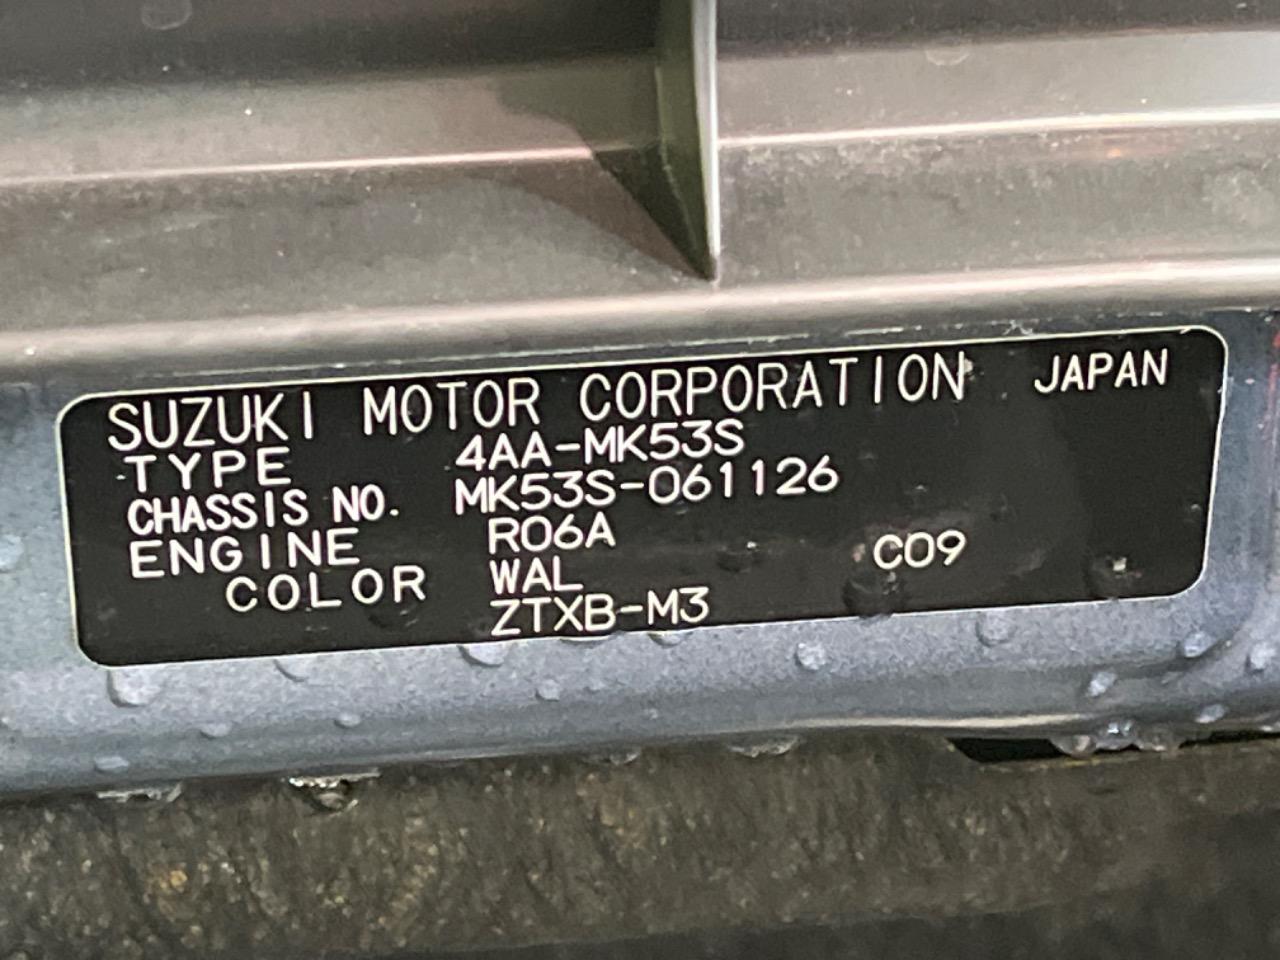 SUZUKI MOTOR CORPORATION JAPAN
TYPE 4AA-MK53S
CHASSIS NO. MK53S-061126
ENGINE R06A
COLOR WAL C09
ZTXB-M3